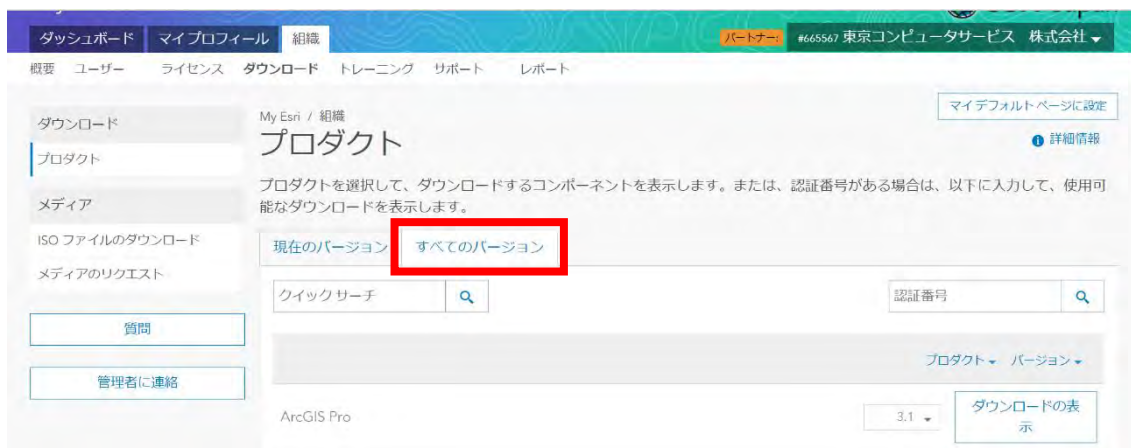 ダッシュボード マイプロフィール 組織 パートナー: #665567 東京コンピュータサービス 株式会社
概要 ユーザー ライセンス ダウンロード トレーニング サポート レポート
マイ デフォルト ページに設定
ダウンロード
プロダクト
メディア
ISO ファイルのダウンロード
メディアのリクエスト
質問
管理者に連絡
My Esri / 組織
プロダクト
詳細情報
プロダクトを選択して、ダウンロードするコンポーネントを表示します。または、認証番号がある場合は、以下に入力して、使用可
能なダウンロードを表示します。
現在のバージョン すべてのバージョン
クイック サーチ 認証番号
プロダクト バージョン
ArcGIS Pro 3.1 ダウンロードの表
示